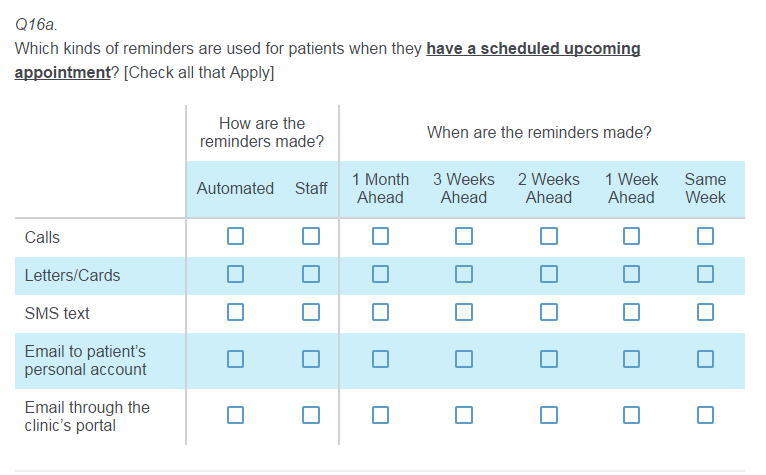 Q16a.
Which kinds of reminders are used for patients when they have a scheduled upcoming
appointment? [Check all that Apply]
How are the
reminders made?
When are the reminders made?
Automated
Staff
1 Month
Ahead
3 Weeks
Ahead
2 Weeks
Ahead
1 Week
Ahead
Same
Week
Calls
Letters/Cards
SMS text
Email to patient's
personal account
Email through the
clinic's portal